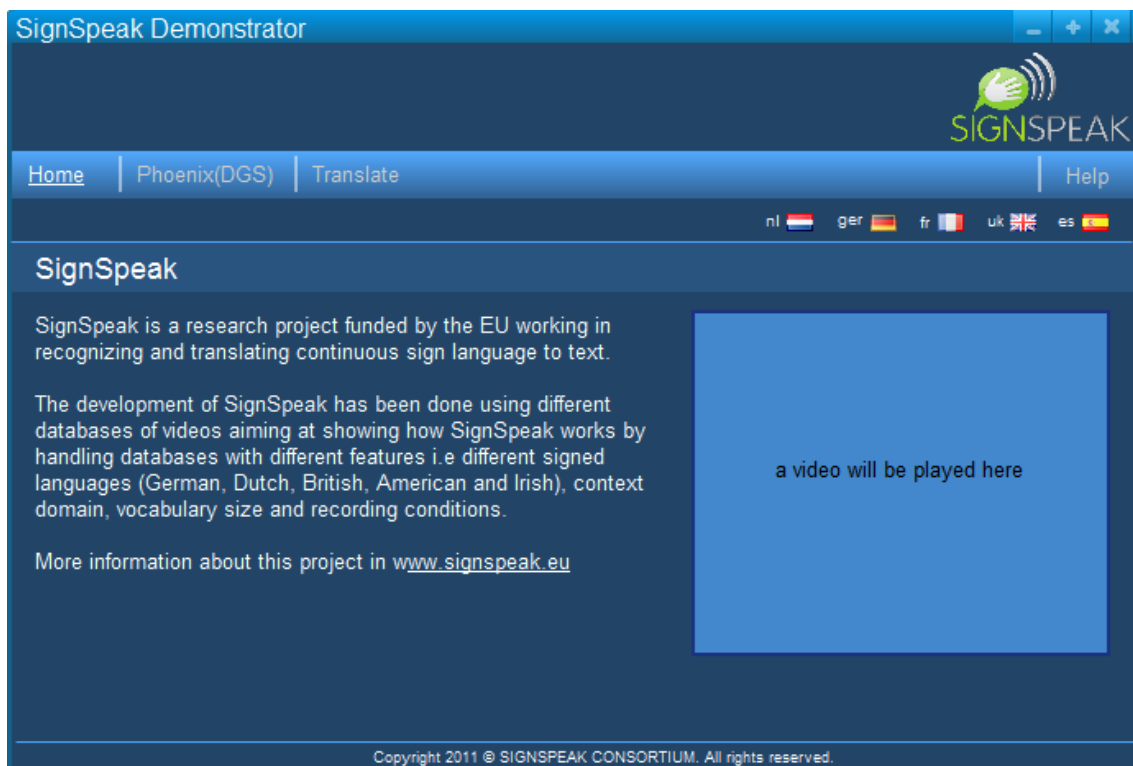 SignSpeak Demonstrator
SIGNSPEAK
Home Phoenix(DGS) Translate Help
nl ger fr uk es
SignSpeak
SignSpeak is a research project funded by the EU working in
recognizing and translating continuous sign language to text.
The development of SignSpeak has been done using different
databases of videos aiming at showing how SignSpeak works by
handling databases with different features i.e different signed
languages (German, Dutch, British, American and Irish), context
domain, vocabulary size and recording conditions.
More information about this project in www.signspeak.eu
a video will be played here
Copyright 2011 © SIGNSPEAK CONSORTIUM. All rights reserved.